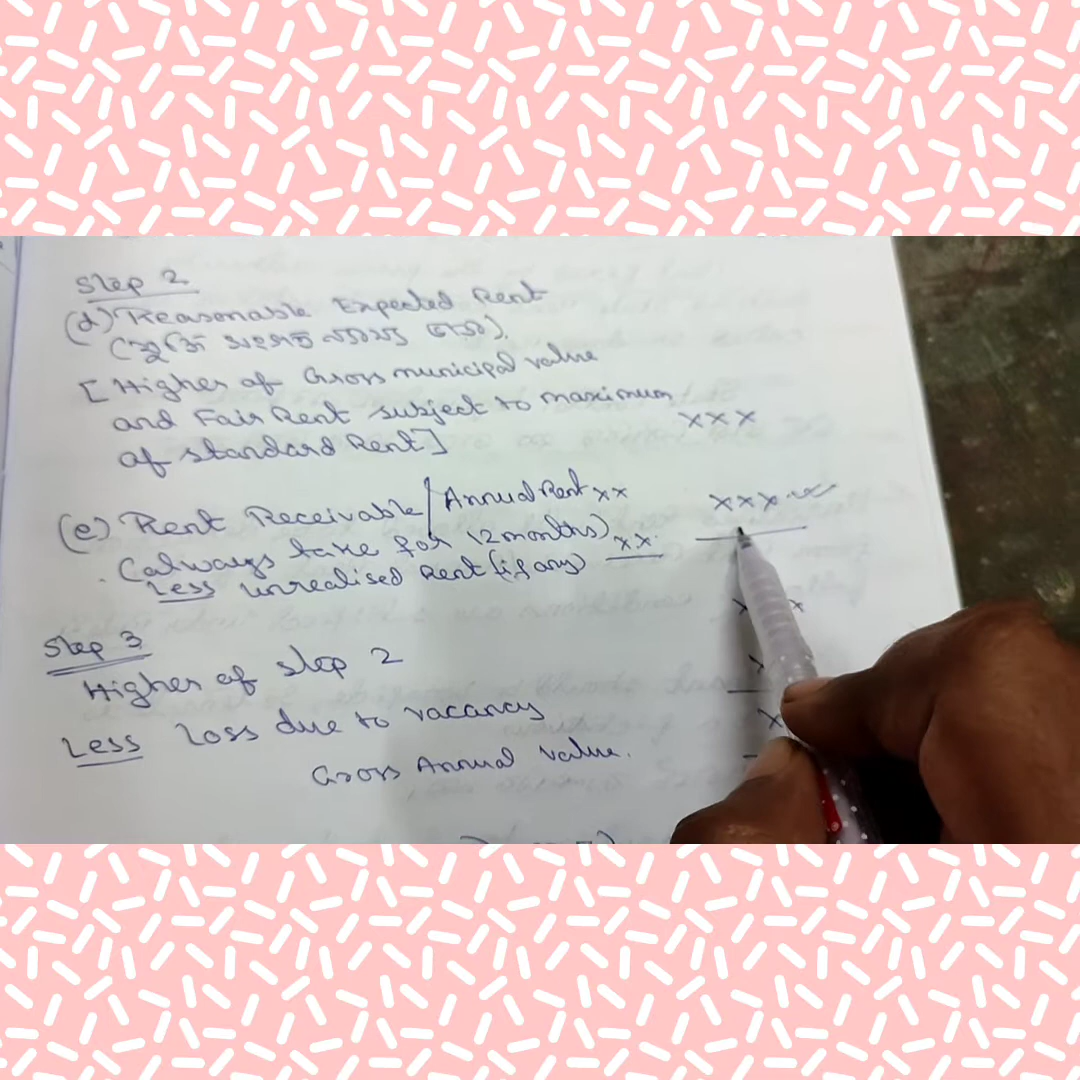 Step 2
(d) Reasonable Expected Rent
[Higher of Gross municipal value
and Fair Rent subject to maximum
of standard Rent] xxx
(e) Rent Receivable/Annual Rent xx xxx
(always take for 12 months)
Less unrealised Rent (if any) xx
Step 3
Higher of step 2
Less Loss due to vacancy
Gross Annual value.